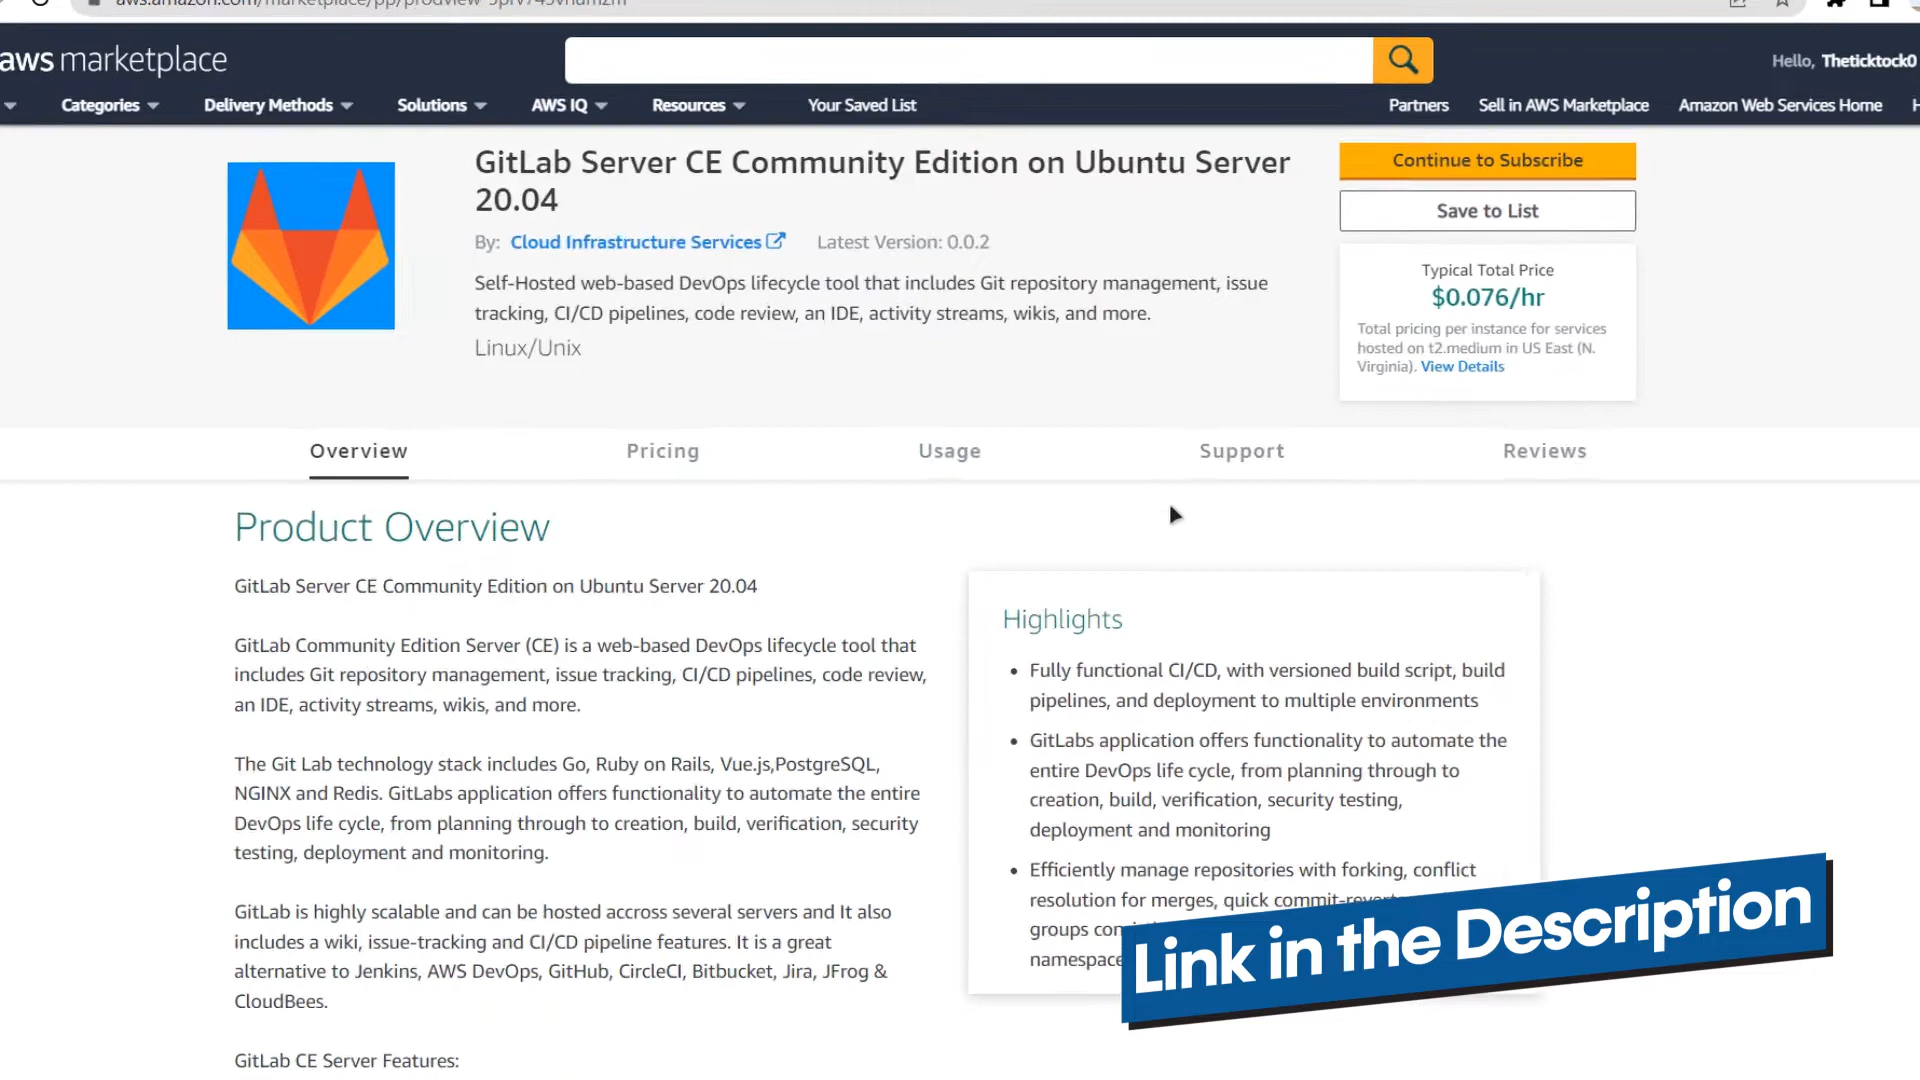 aws marketplace
Hello, Theticktock0
Categories
Delivery Methods
Solutions
AWS IQ
Resources
Your Saved List
Partners
Sell in AWS Marketplace
Amazon Web Services Home
GitLab Server CE Community Edition on Ubuntu Server
20.04
By: Cloud Infrastructure Services
Latest Version: 0.0.2
Self-Hosted web-based DevOps lifecycle tool that includes Git repository management, issue
tracking, CI/CD pipelines, code review, an IDE, activity streams, wikis, and more.
Linux/Unix
Continue to Subscribe
Save to List
Typical Total Price
$0.076/hr
Total pricing per instance for services
hosted on t2.medium in US East (N.
Virginia). View Details
Overview
Pricing
Usage
Support
Reviews
Product Overview
GitLab Server CE Community Edition on Ubuntu Server 20.04
GitLab Community Edition Server (CE) is a web-based DevOps lifecycle tool that
includes Git repository management, issue tracking, CI/CD pipelines, code review,
an IDE, activity streams, wikis, and more.
The Git Lab technology stack includes Go, Ruby on Rails, Vue.js,PostgreSQL,
NGINX and Redis. GitLabs application offers functionality to automate the entire
DevOps life cycle, from planning through to creation, build, verification, security
testing, deployment and monitoring.
GitLab is highly scalable and can be hosted accross several servers and It also
includes a wiki, issue-tracking and CI/CD pipeline features. It is a great
alternative to Jenkins, AWS DevOps, GitHub, CircleCI, Bitbucket, Jira, JFrog &
CloudBees.
GitLab CE Server Features:
Highlights
• Fully functional CI/CD, with versioned build script, build
pipelines, and deployment to multiple environments
• GitLabs application offers functionality to automate the
entire DevOps life cycle, from planning through to
creation, build, verification, security testing,
deployment and monitoring
• Efficiently manage repositories with forking, conflict
resolution for merges, quick
groups
Link in the Description